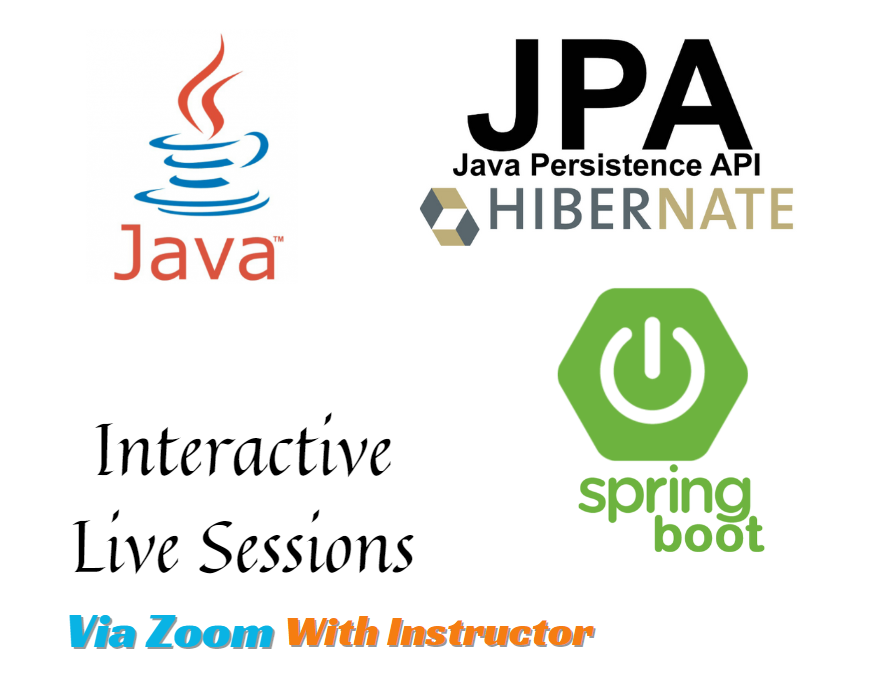 Java™
JPA
Java Persistence API
HIBERNATE
spring
boot
Interactive
Live Sessions
Via Zoom With Instructor